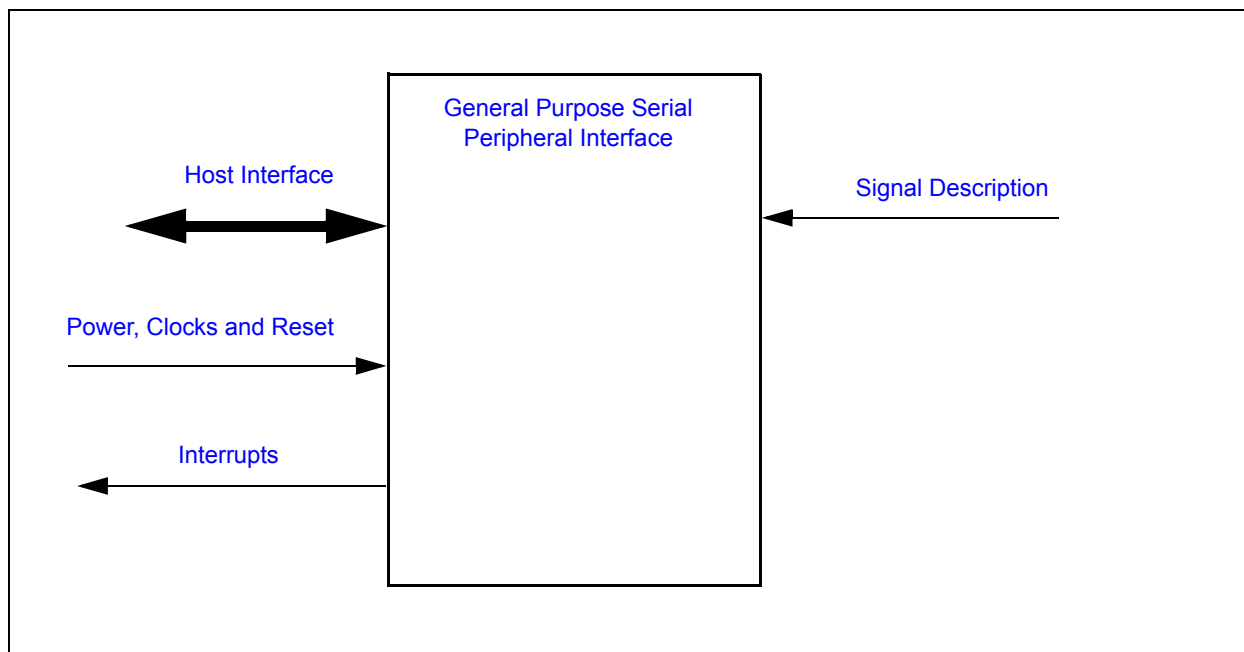 General Purpose Serial
Peripheral Interface
Host Interface
Signal Description
Power, Clocks and Reset
Interrupts